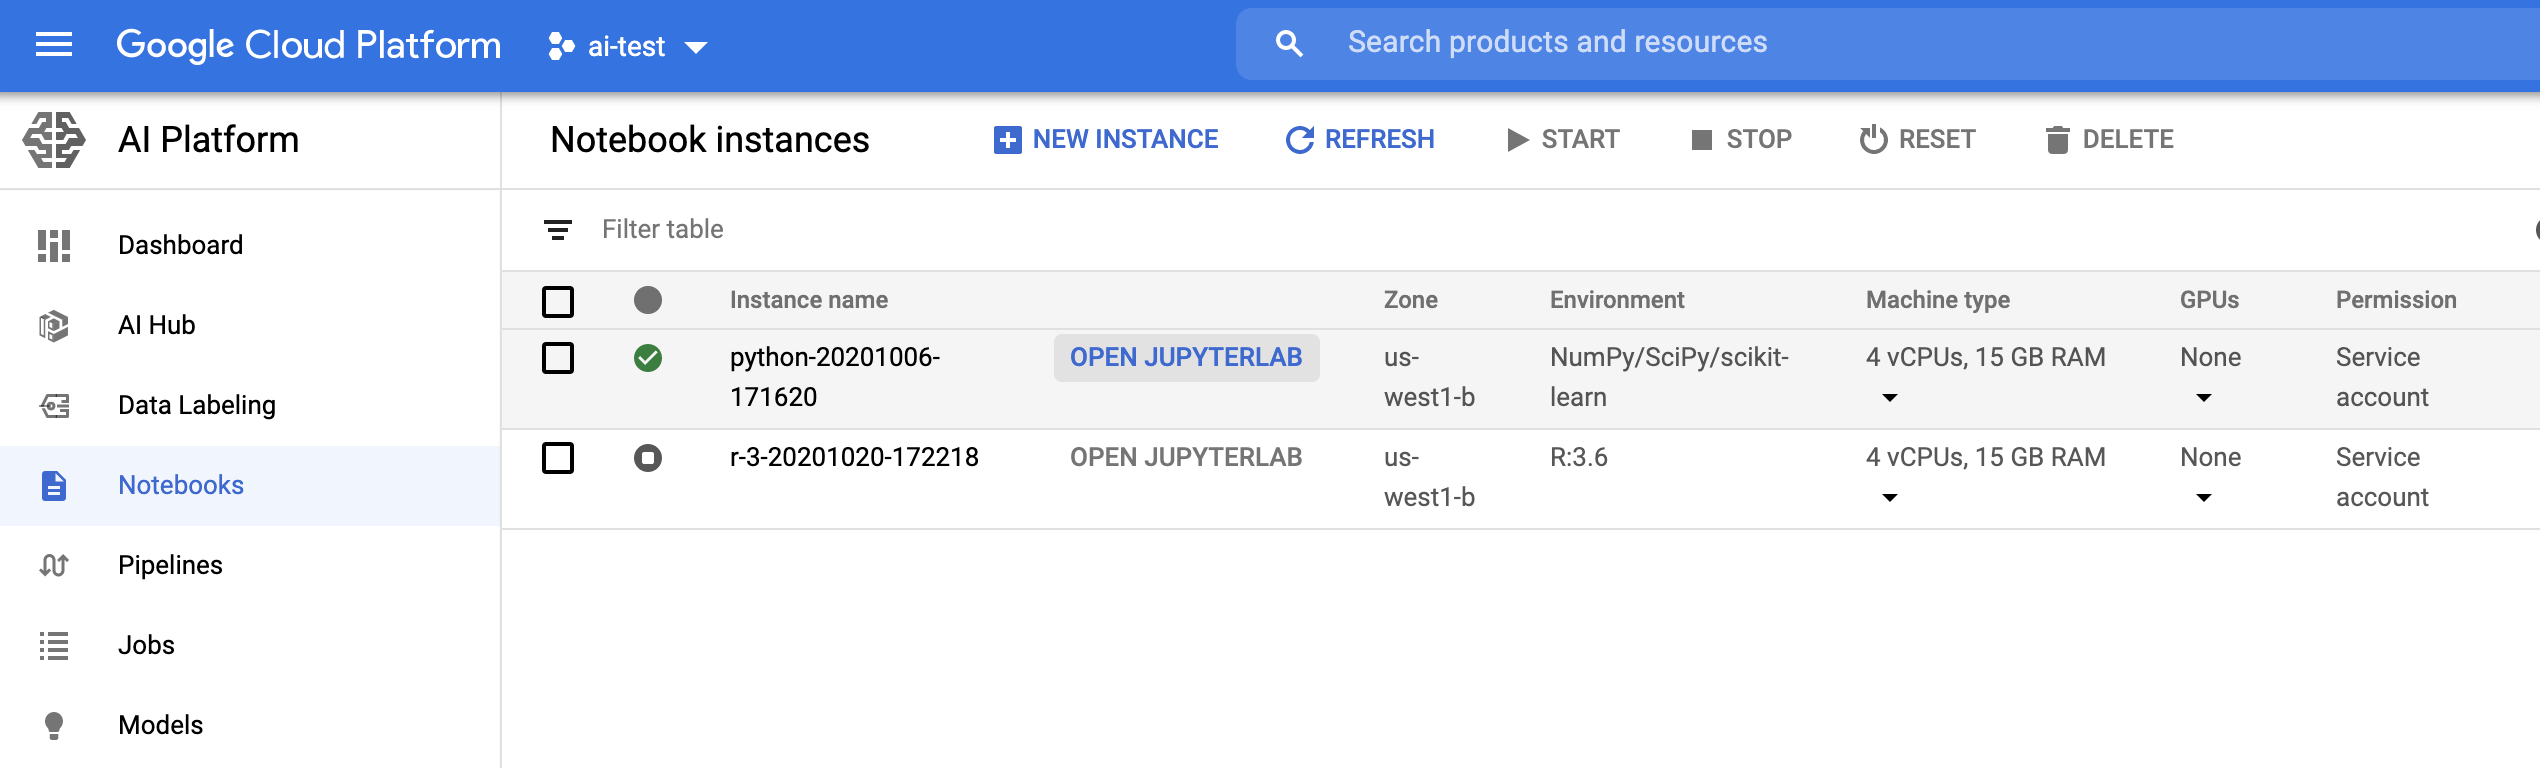 Google Cloud Platform
ai-test
Search products and resources
AI Platform
Notebook instances
NEW INSTANCE
REFRESH
START
STOP
RESET
DELETE
Dashboard
AI Hub
Data Labeling
Notebooks
Pipelines
Jobs
Models
Filter table
Instance name
Zone
Environment
Machine type
GPUs
Permission
python-20201006-
171620
OPEN JUPYTERLAB
us-
west1-b
NumPy/SciPy/scikit-
learn
4 vCPUs, 15 GB RAM
None
Service
account
r-3-20201020-172218
OPEN JUPYTERLAB
us-
west1-b
R:3.6
4 vCPUs, 15 GB RAM
None
Service
account